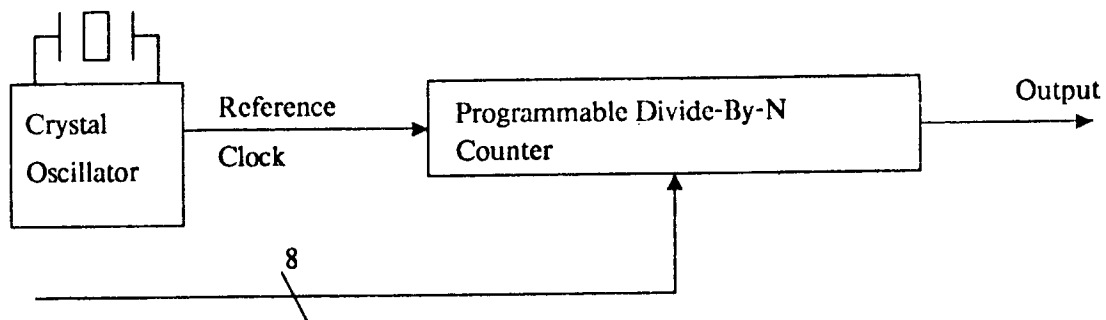 Crystal
Oscillator
Reference
Clock
Programmable Divide-By-N
Counter
Output
8